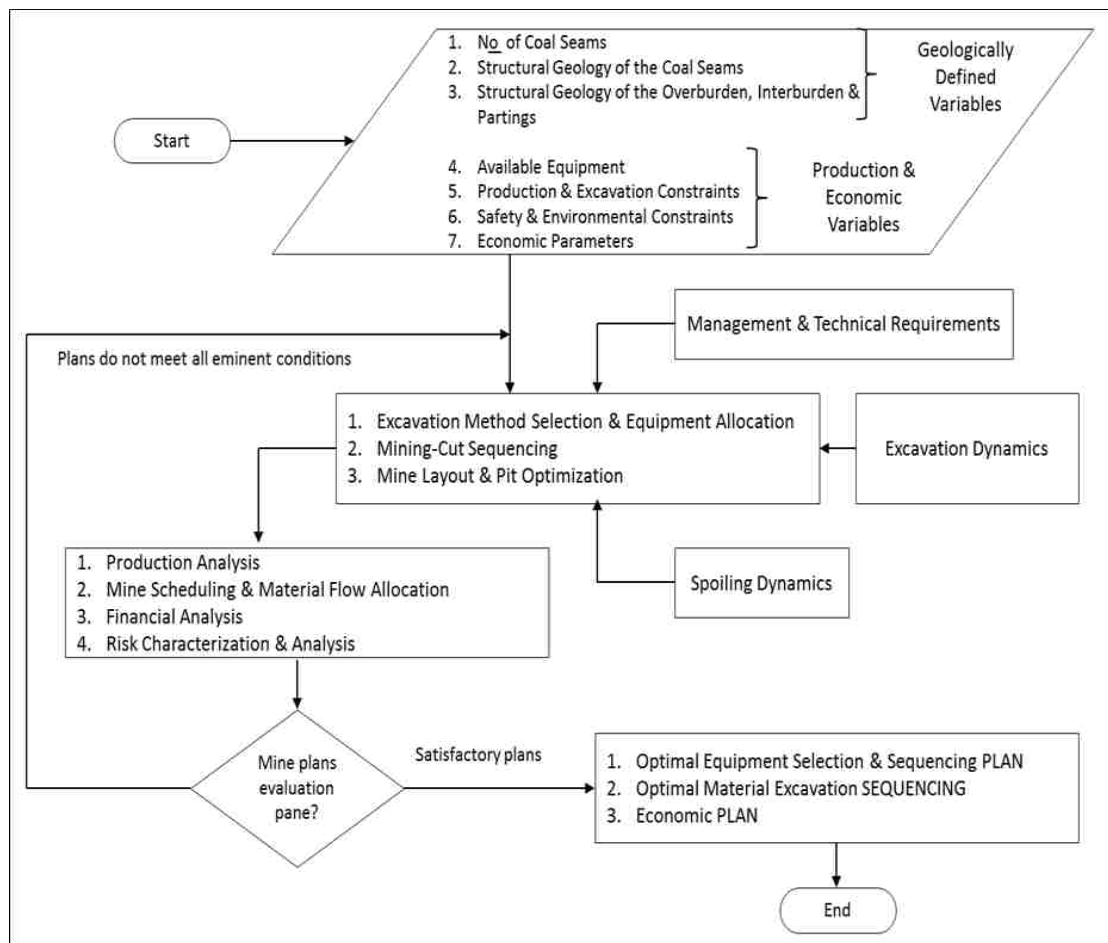 1. No of Coal Seams
2. Structural Geology of the Coal Seams
3. Structural Geology of the Overburden, Interburden &
Partings
Geologically
Defined
Variables
Start
4. Available Equipment
5. Production & Excavation Constraints
6. Safety & Environmental Constraints
7. Economic Parameters
Production &
Economic
Variables
Management & Technical Requirements
Plans do not meet all eminent conditions
1. Excavation Method Selection & Equipment Allocation
2. Mining-Cut Sequencing
3. Mine Layout & Pit Optimization
Excavation Dynamics
Spoiling Dynamics
1. Production Analysis
2. Mine Scheduling & Material Flow Allocation
3. Financial Analysis
4. Risk Characterization & Analysis
Mine plans
evaluation
pane?
Satisfactory plans
1. Optimal Equipment Selection & Sequencing PLAN
2. Optimal Material Excavation SEQUENCING
3. Economic PLAN
End